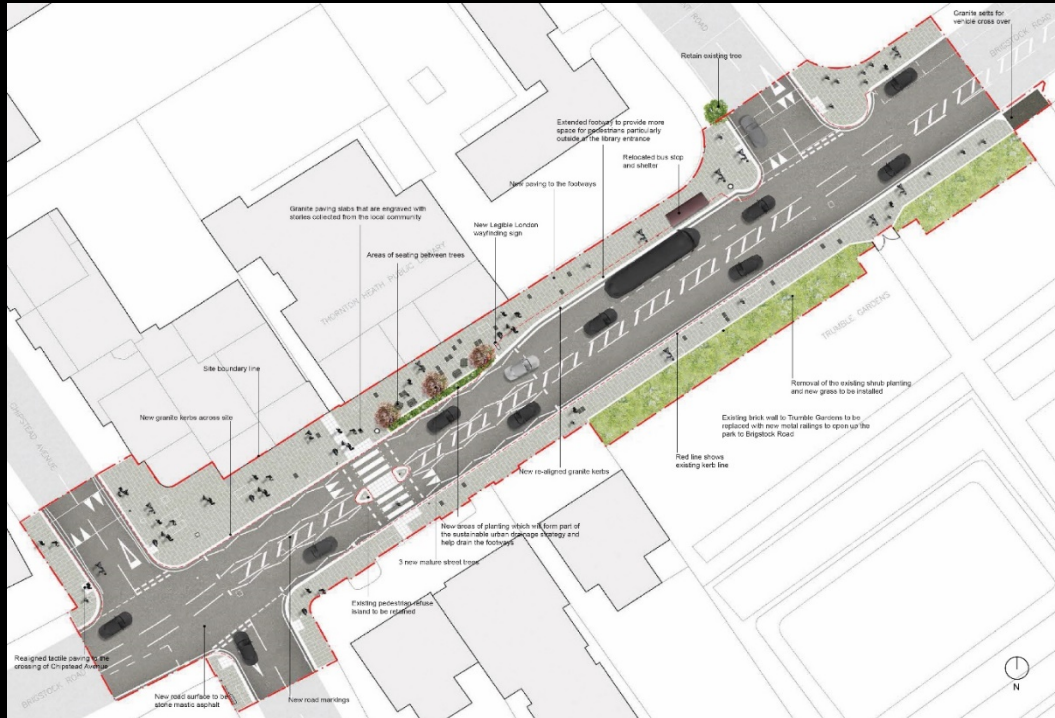 Granite setts for
vehicle cross over
BRIGSTOCK ROAD
ROAD
Retain existing tree
Extended footway to provide more
space for pedestrians particularly
outside of the library entrance
Relocated bus stop
and shelter
New paving to the footways
Granite paving slabs that are engraved with
stories collected from the local community
New Legible London
wayfinding sign
Areas of seating between trees
THORNTON HEATH PUBLIC LIBRARY
TRUMBLE GARDENS
Site boundary line
Removal of the existing shrub planting
and new grass to be installed
CHIPSTEAD AVENUE
New granite kerbs across site
Existing brick wall to Trumble Gardens to be
replaced with new metal railings to open up the
park to Brigstock Road
Red line shows
existing kerb line
New re-aligned granite kerbs
New areas of planting which will form part of
the sustainable urban drainage strategy and
help drain the footways
3 new mature street trees
Existing pedestrian refuse
island to be retained
Realigned tactile paving to the
crossing of Chipstead Avenue
New road surface to be
stone mastic asphalt
New road markings
BRIGSTOCK ROAD
N